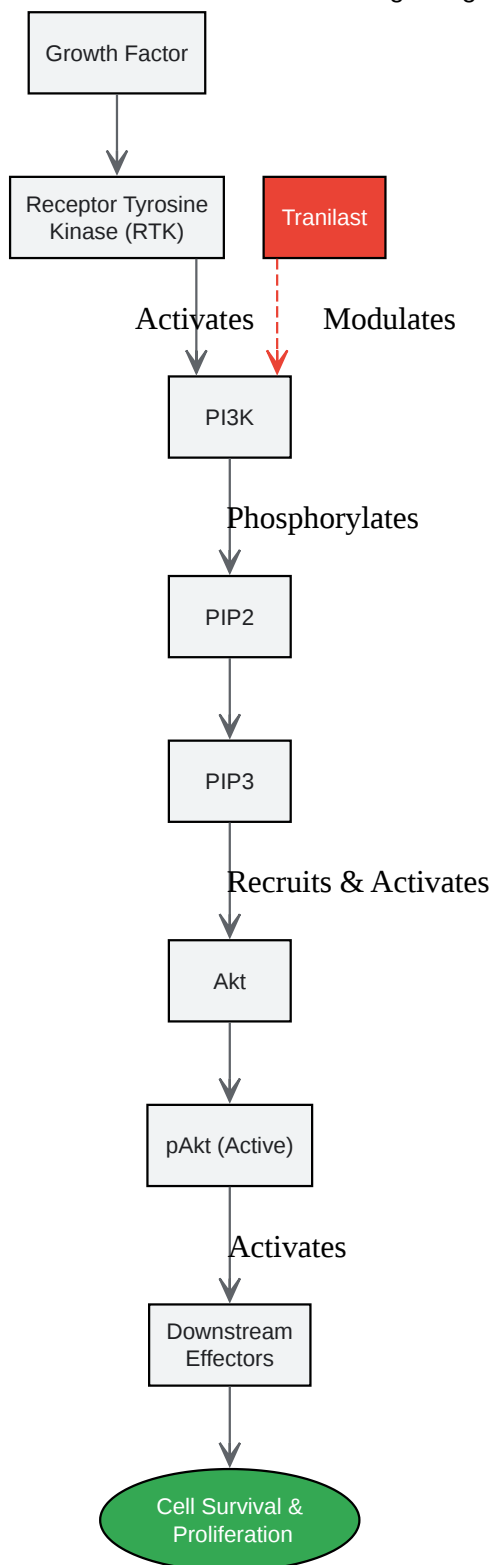 Growth Factor
Receptor Tyrosine
Kinase (RTK)
Tranilast
Activates
Modulates
PI3K
Phosphorylates
PIP2
PIP3
Recruits & Activates
Akt
pAkt (Active)
Activates
Downstream
Effectors
Cell Survival &
Proliferation